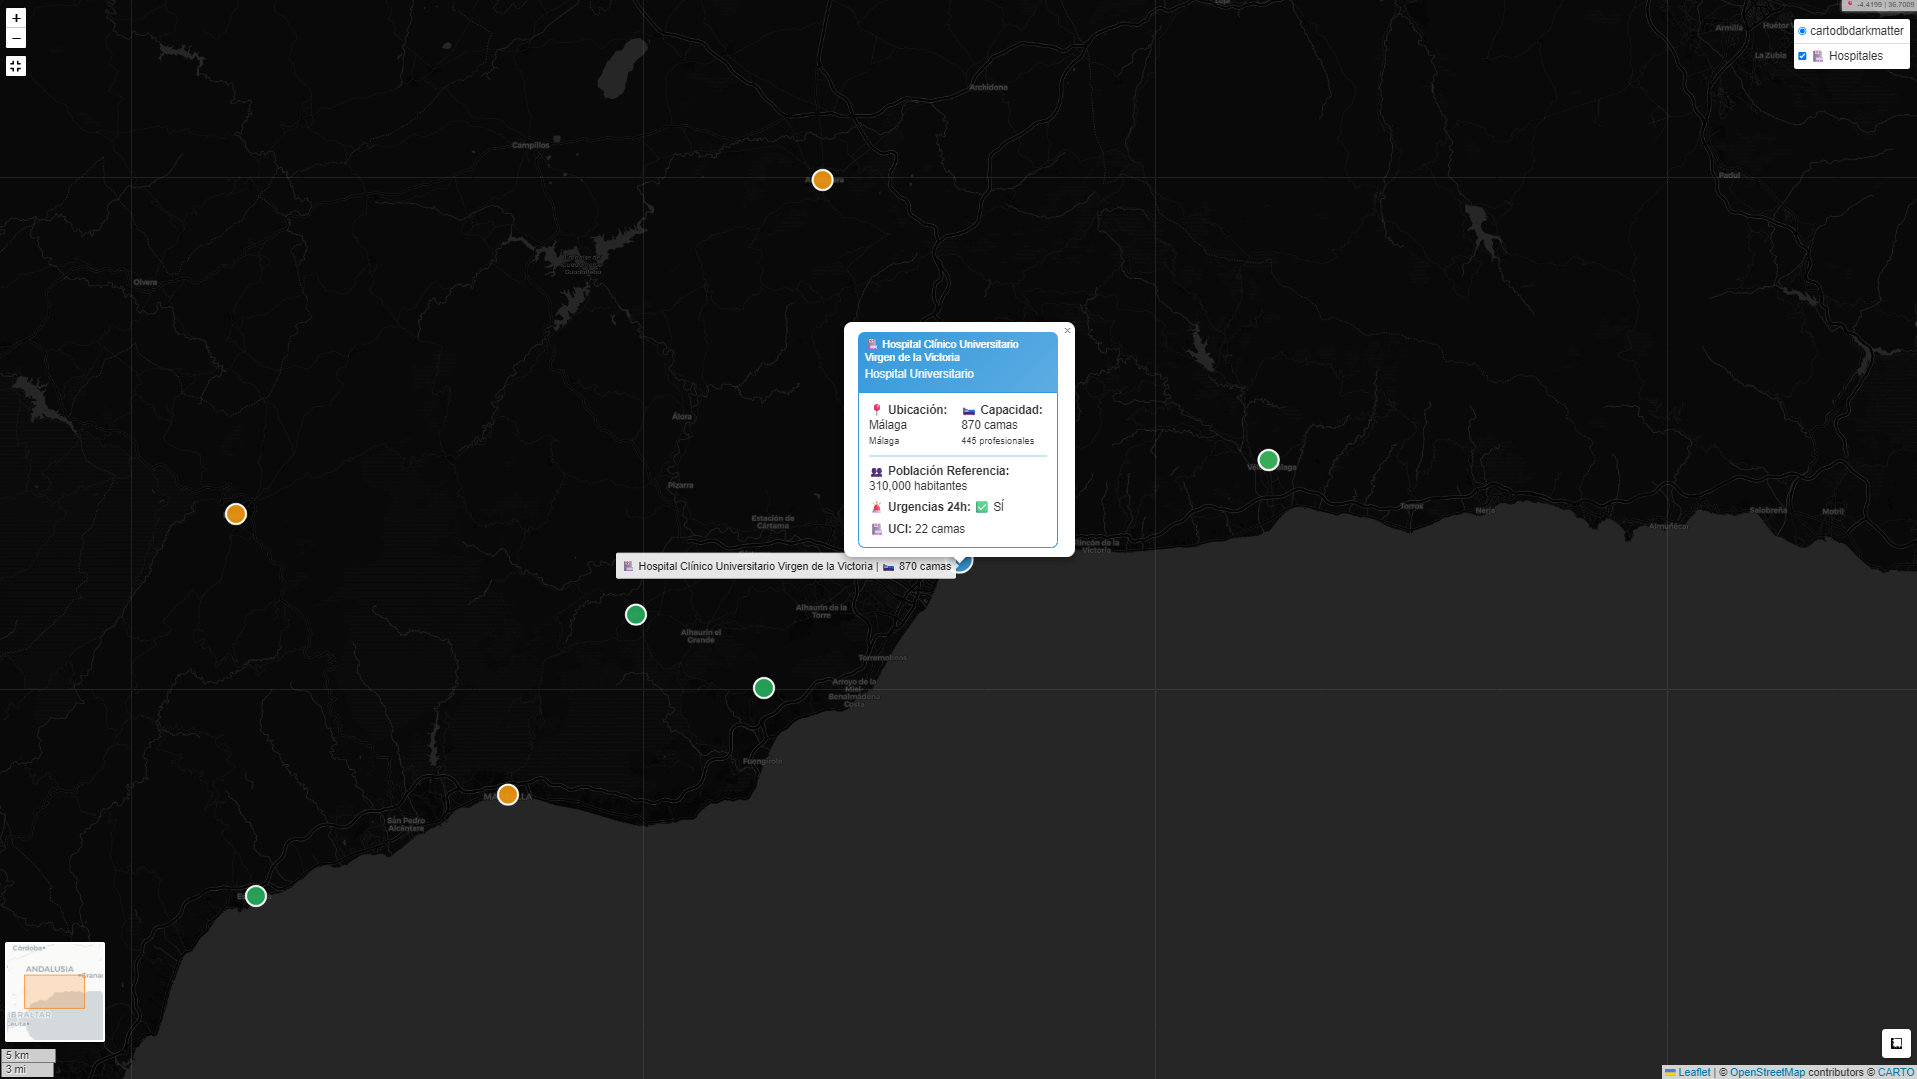 +
−
-4.4199 | 36.7009
cartodbdarkmatter
Hospitales
Armilla
La Zubia
Archidona
Campillos
Padul
Olvera
Álora
Pizarra
Estación de
Cártama
Hospital Clínico Universitario
Virgen de la Victoria
Hospital Universitario
Ubicación:
Málaga
Málaga
Capacidad:
870 camas
445 profesionales
Población Referencia:
310,000 habitantes
Urgencias 24h: ✅ SÍ
UCI: 22 camas
×
Hospital Clínico Universitario Virgen de la Victoria | 870 camas
Rincón de la
Victoria
Torrox
Nerja
Almuñécar
Salobreña
Motril
Alhaurín de la
Torre
Alhaurín el
Grande
Torremolinos
Arroyo de la
Miel-
Benalmádena
Costa
Fuengirola
San Pedro
Alcántara
Córdoba
ANDALUSIA
Grana
IBRALTAR
Ceuta
5 km
3 mi
Leaflet | © OpenStreetMap contributors © CARTO